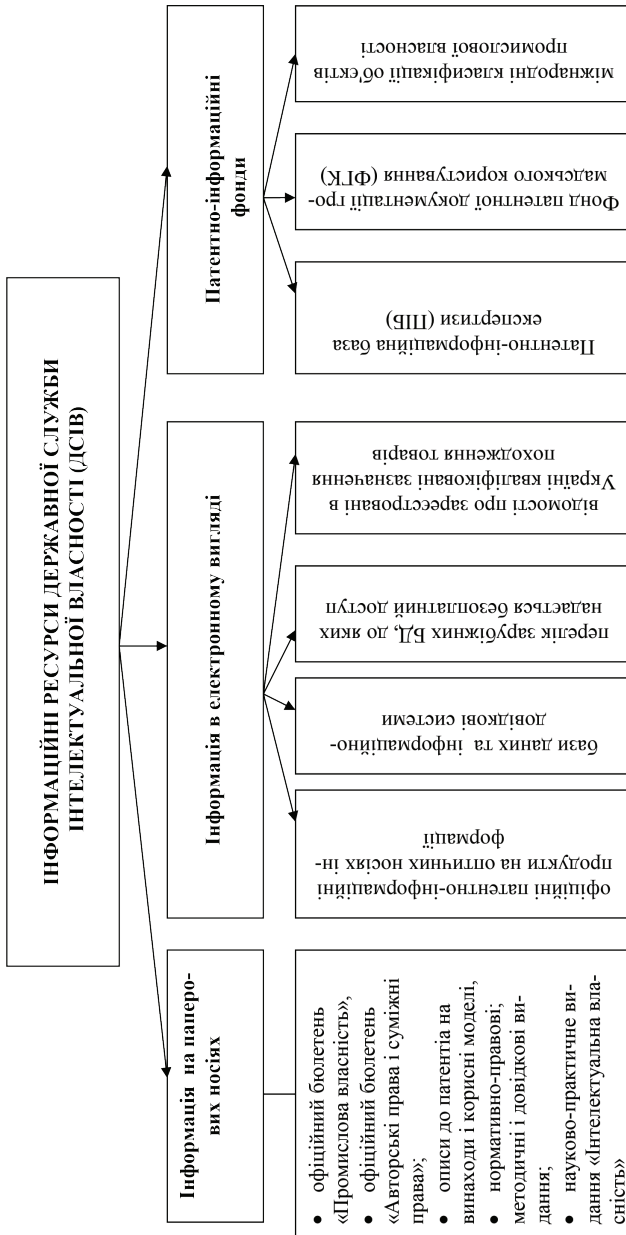 ІНФОРМАЦІЙНІ РЕСУРСИ ДЕРЖАВНОЇ СЛУЖБИ
ІНТЕЛЕКТУАЛЬНОЇ ВЛАСНОСТІ (ДСІВ)
Інформація на паперо-
вих носіях
Інформація в електронному вигляді
Патентно-інформаційні
фонди
• офіційний бюлетень
«Промислова власність»,
• офіційний бюлетень
«Авторські права і суміжні
права»;
• описи до патентіа на
винаходи і корисні моделі,
• нормативно-правові;
методичні і довідкові ви-
дання;
• науково-практичне ви-
дання «Інтелектуальна вла-
сність»
офіційні патентно-інформаційні
продукти на оптичних носіях ін-
формації
бази даних та інформаційно-
довідкові системи
перелік зарубіжних БД, до яких
надається безоплатний доступ
відомості про зареєстровані в
Україні кваліфіковані зазначення
походження товарів
Патентно-інформаційна база
експертизи (ПІБ)
Фонд патентної документації гро-
мадського користування (ФГК)
міжнародні класифікації об'єктів
промислової власності